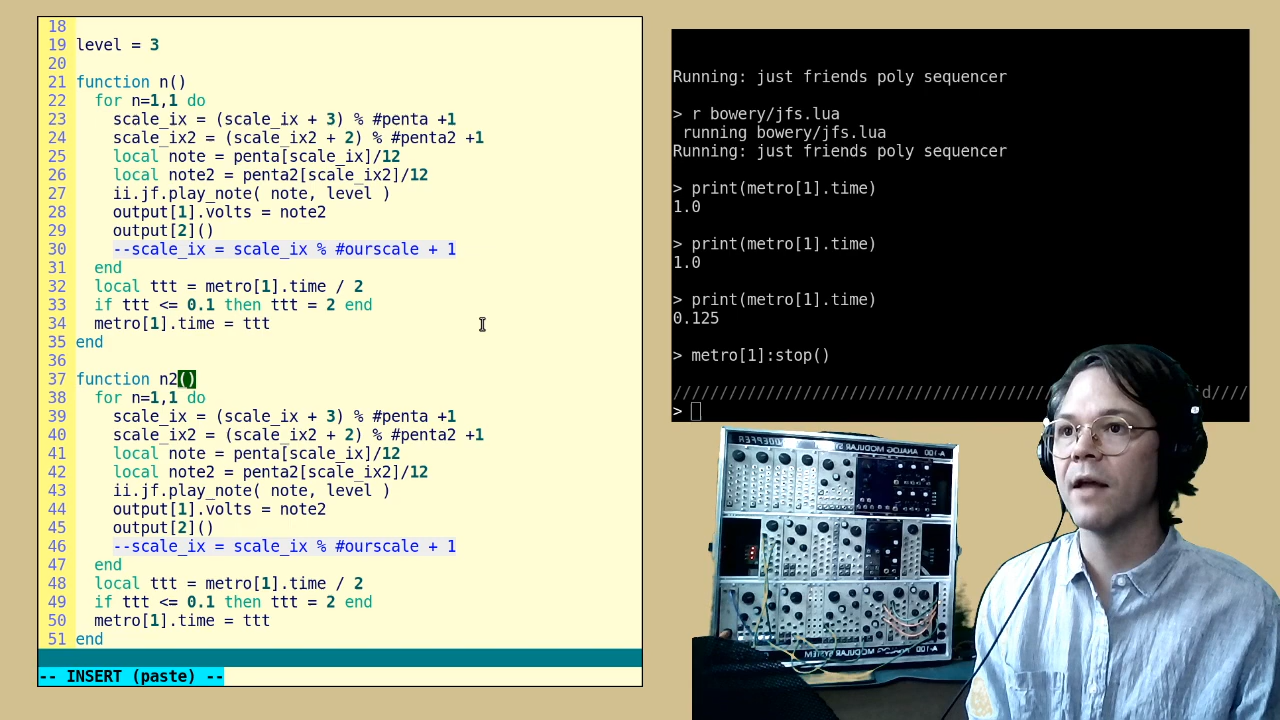 18
19 level = 3
20
21 function n()
22   for n=1,1 do
23     scale_ix = (scale_ix + 3) % #penta +1
24     scale_ix2 = (scale_ix2 + 2) % #penta2 +1
25     local note = penta[scale_ix]/12
26     local note2 = penta2[scale_ix2]/12
27     ii.jf.play_note( note, level )
28     output[1].volts = note2
29     output[2]()
30     --scale_ix = scale_ix % #ourscale + 1
31   end
32   local ttt = metro[1].time / 2
33   if ttt <= 0.1 then ttt = 2 end
34   metro[1].time = ttt
35 end
36
37 function n2()
38   for n=1,1 do
39     scale_ix = (scale_ix + 3) % #penta +1
40     scale_ix2 = (scale_ix2 + 2) % #penta2 +1
41     local note = penta[scale_ix]/12
42     local note2 = penta2[scale_ix2]/12
43     ii.jf.play_note( note, level )
44     output[1].volts = note2
45     output[2]()
46     --scale_ix = scale_ix % #ourscale + 1
47   end
48   local ttt = metro[1].time / 2
49   if ttt <= 0.1 then ttt = 2 end
50   metro[1].time = ttt
51 end
-- INSERT (paste) --
Running: just friends poly sequencer
> r bowery/jfs.lua
 running bowery/jfs.lua
Running: just friends poly sequencer
> print(metro[1].time)
1.0
> print(metro[1].time)
1.0
> print(metro[1].time)
0.125
> metro[1]:stop()
/////////////////////////////////////////id////
>
DOEPFER
ANALOG MODULAR SYSTEM A-100
ANALOG MODULAR SYSTEM A-100